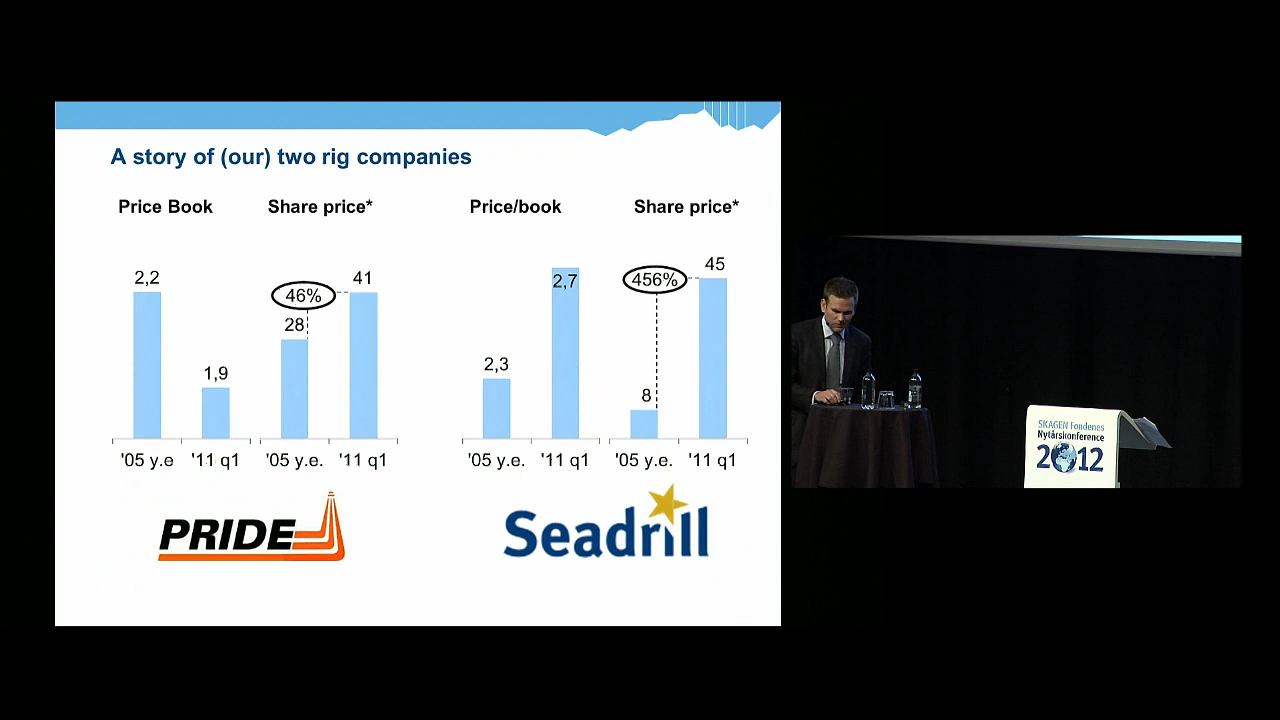 A story of (our) two rig companies
Price Book
Share price*
Price/book
Share price*
2,2
1,9
46%
28
41
2,3
2,7
456%
8
45
'05 y.e
'11 q1
'05 y.e.
'11 q1
'05 y.e.
'11 q1
'05 y.e.
'11 q1
PRIDE
Seadrill
SKAGEN Fondenes
Nytårskonference
2012